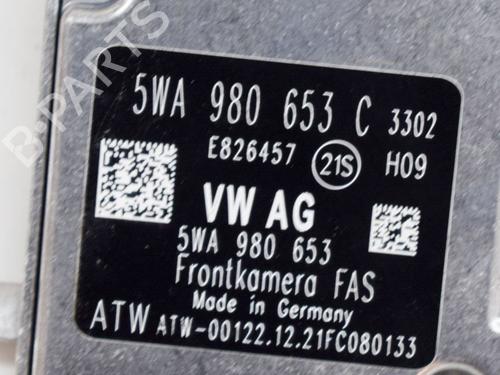 5WA 980 653 C 3302
E826457 21S H09
VW AG
5WA 980 653
Frontkamera FAS
Made in Germany
ATW ATW-00122.12.21FC080133
B-PARTS